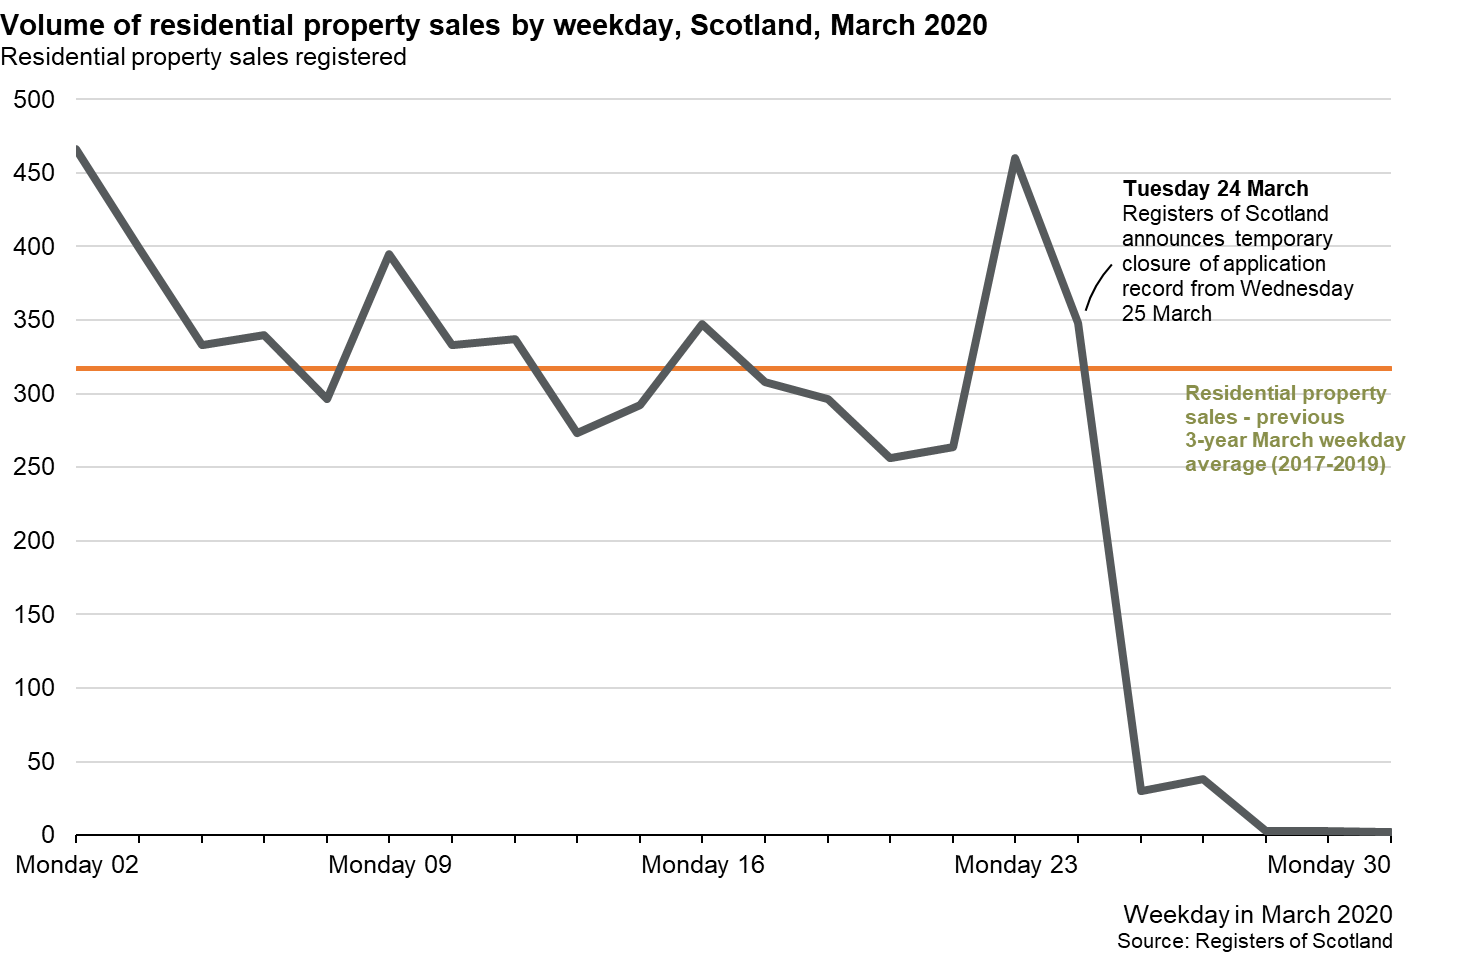 Volume of residential property sales by weekday, Scotland, March 2020
Residential property sales registered
500
450
400
350
300
250
200
150
100
50
0
Tuesday 24 March
Registers of Scotland
announces temporary
closure of application
record from Wednesday
25 March
Residential property
sales - previous
3-year March weekday
average (2017-2019)
Monday 02 Monday 09 Monday 16 Monday 23 Monday 30
Weekday in March 2020
Source: Registers of Scotland